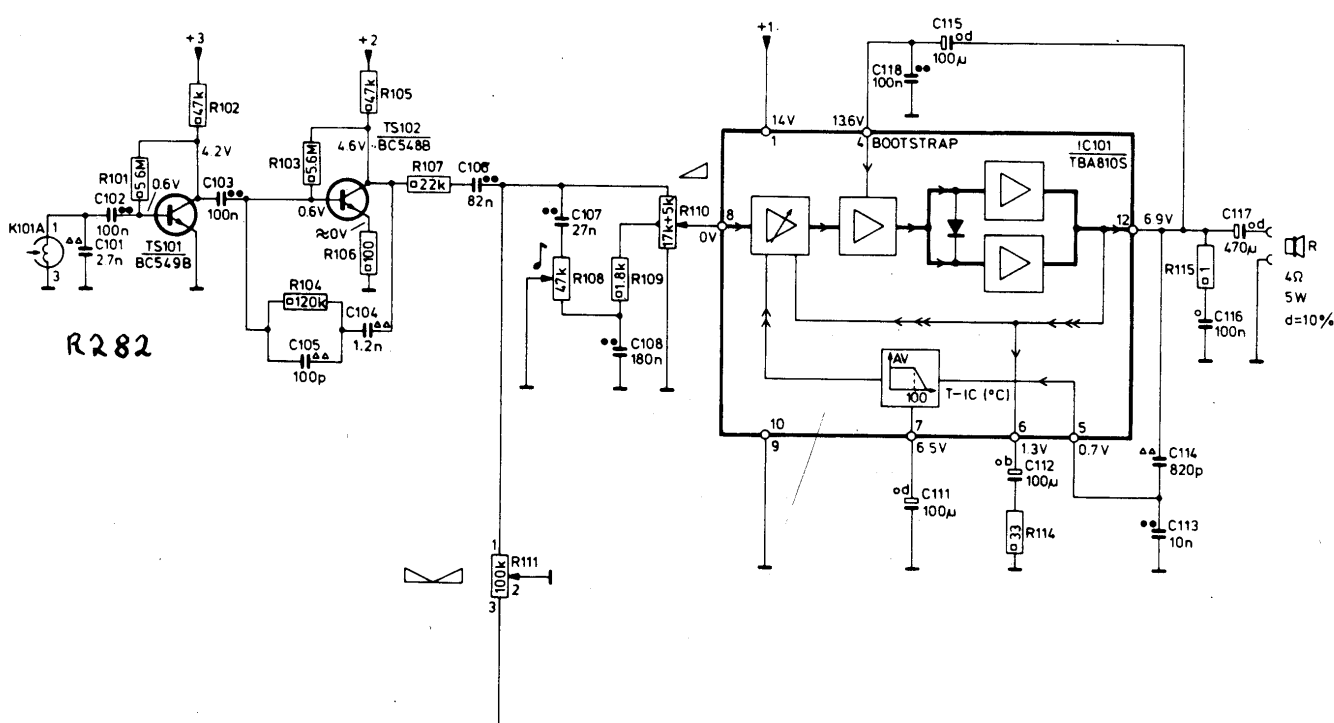 +3
47k
R102
4.2V
R101
5.6M
0.6V
C102
100n
K101A
1
3
C101
2.7n
TS101
BC549B
C103
100n
+2
47k
R105
TS102
BC548B
4.6V
R103
5.6M
0.6V
≈0V
R106
100
R104
120k
C104
1.2n
C105
100p
R107
22k
C106
82n
R282
C107
27n
47k
R108
1.8k
R109
C108
180n
17k+5k
R110
1
R111
100k
2
3
+1
14V
1
13.6V
4
BOOTSTRAP
C118
100n
C115
d
100µ
IC101
TBA810S
8
0V
12
6.9V
AV
100
T-IC (°C)
10
9
7
6.5V
6
1.3V
5
0.7V
d
C111
100µ
b
C112
100µ
33
R114
C114
820p
C113
10n
C117
d
470µ
R115
1
C116
100n
R
4Ω
5W
d=10%